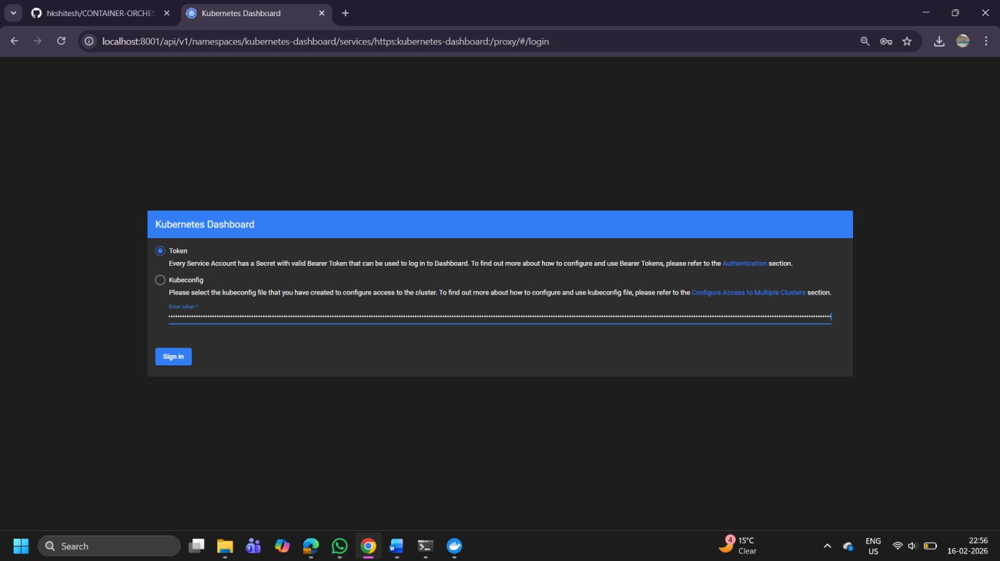 hkshitesh/CONTAINER-ORCHES
Kubernetes Dashboard
localhost:8001/api/v1/namespaces/kubernetes-dashboard/services/https:kubernetes-dashboard:/proxy/#/login
Kubernetes Dashboard
Token
Every Service Account has a Secret with valid Bearer Token that can be used to log in to Dashboard. To find out more about how to configure and use Bearer Tokens, please refer to the Authentication section.
Kubeconfig
Please select the kubeconfig file that you have created to configure access to the cluster. To find out more about how to configure and use kubeconfig file, please refer to the Configure Access to Multiple Clusters section.
Enter token *
Sign in
Search
4
15°C
Clear
ENG
US
22:56
16-02-2026